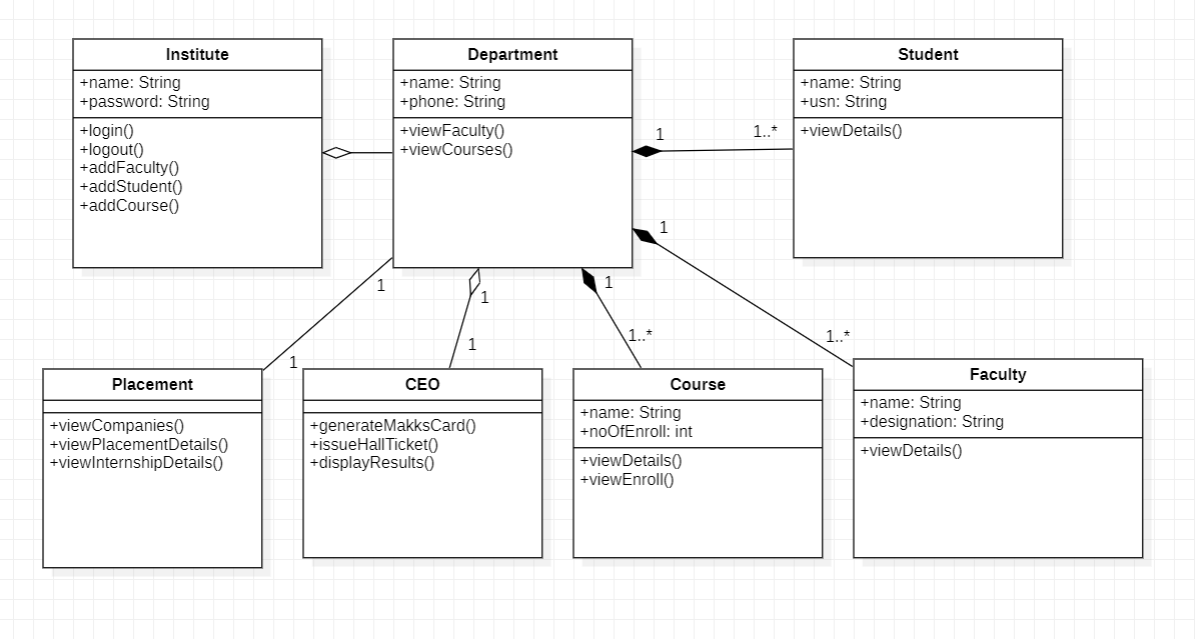 Institute
+name: String
+password: String
+login()
+logout()
+addFaculty()
+addStudent()
+addCourse()
Department
+name: String
+phone: String
+viewFaculty()
+viewCourses()
Student
+name: String
+usn: String
+viewDetails()
1
1..*
1
1
1
1
1..*
1
1
1..*
Placement
+viewCompanies()
+viewPlacementDetails()
+viewInternshipDetails()
CEO
+generateMakksCard()
+issueHallTicket()
+displayResults()
Course
+name: String
+noOfEnroll: int
+viewDetails()
+viewEnroll()
Faculty
+name: String
+designation: String
+viewDetails()